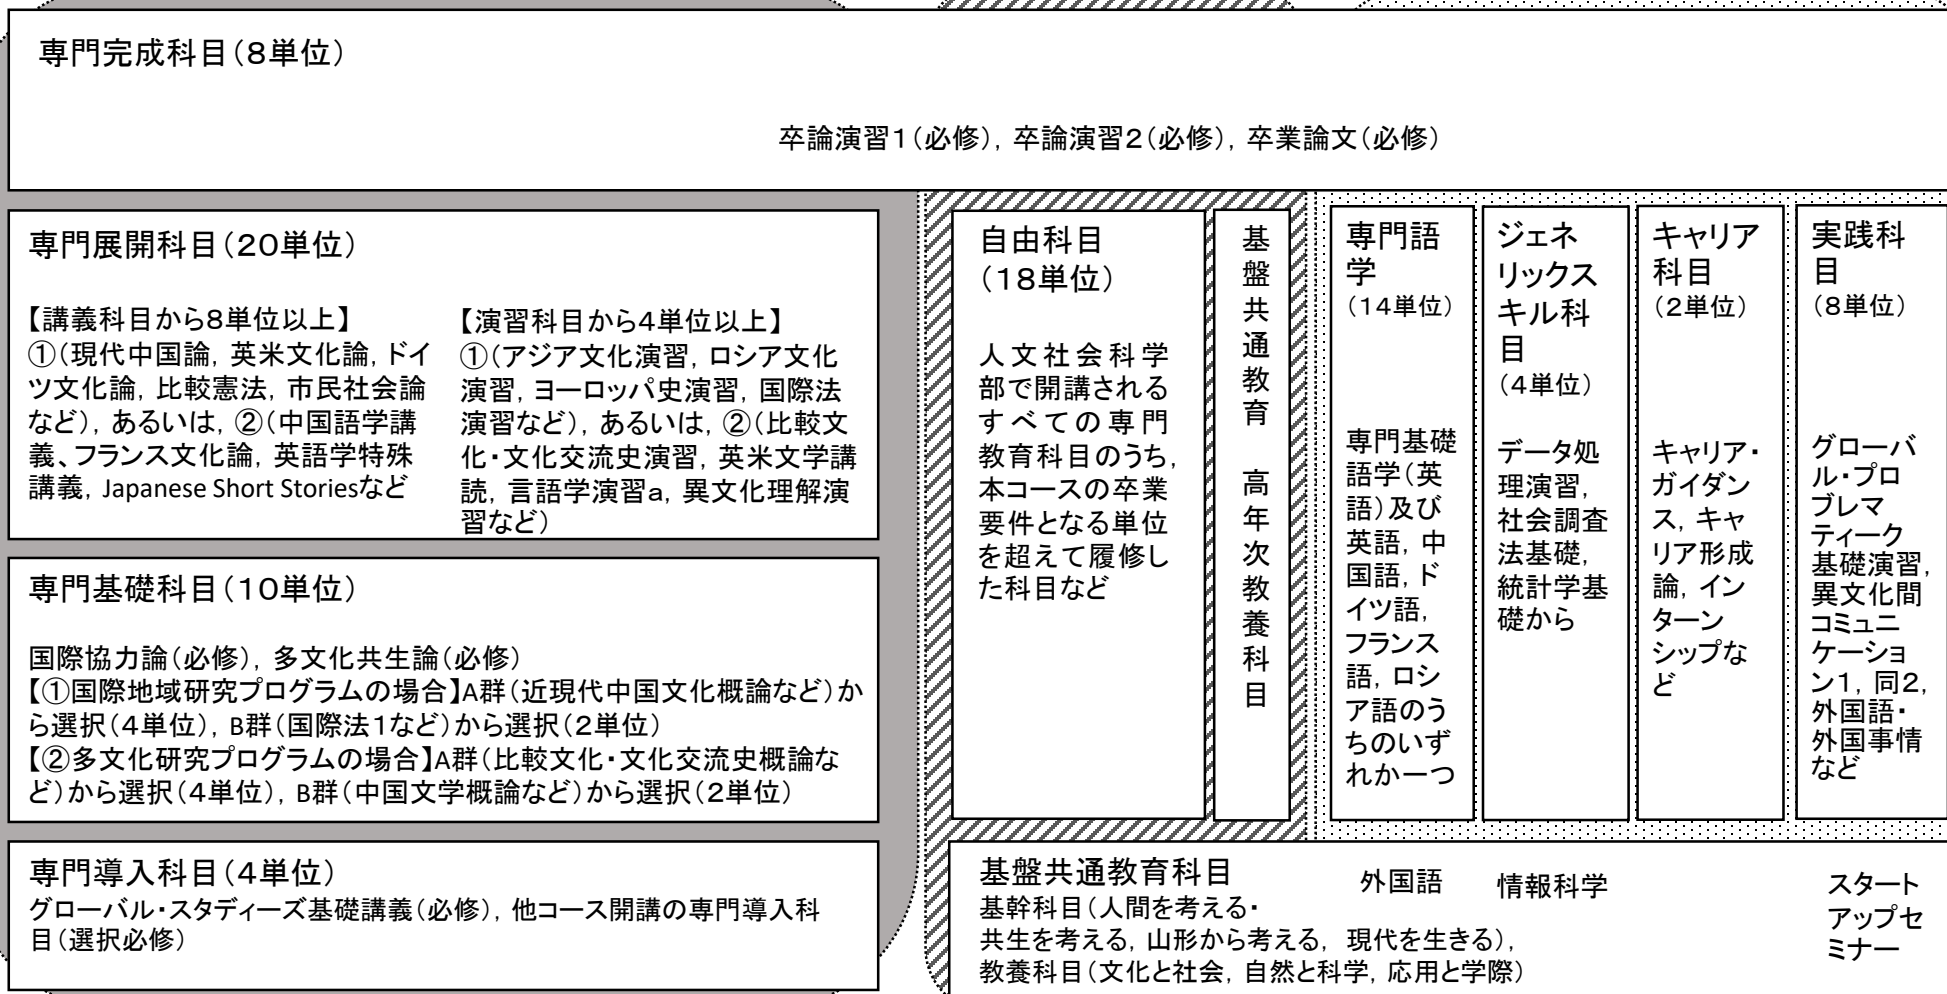 専門完成科目(8単位)
卒論演習1(必修), 卒論演習2(必修), 卒業論文(必修)
専門展開科目(20単位)
【講義科目から8単位以上】
①(現代中国論, 英米文化論, ドイ
ツ文化論, 比較憲法, 市民社会論
など), あるいは, ②(中国語学講
義、フランス文化論, 英語学特殊
講義, Japanese Short Storiesなど
【演習科目から4単位以上】
①(アジア文化演習, ロシア文化
演習, ヨーロッパ史演習, 国際法
演習など), あるいは, ②(比較文
化・文化交流史演習, 英米文学講
読, 言語学演習a, 異文化理解演
習など)
専門基礎科目(10単位)
国際協力論(必修), 多文化共生論(必修)
【①国際地域研究プログラムの場合】A群(近現代中国文化概論など)か
ら選択(4単位), B群(国際法1など)から選択(2単位)
【②多文化研究プログラムの場合】A群(比較文化・文化交流史概論な
ど)から選択(4単位), B群(中国文学概論など)から選択(2単位)
専門導入科目(4単位)
グローバル・スタディーズ基礎講義(必修), 他コース開講の専門導入科
目(選択必修)
自由科目
(18単位)
人文社会科学
部で開講される
すべての専門
教育科目のうち,
本コースの卒業
要件となる単位
を超えて履修し
た科目など
基盤共通教育 高年次教養科目
専門語
学
(14単位)
専門基礎
語学(英
語)及び
英語, 中
国語, ド
イツ語,
フランス
語, ロシ
ア語のう
ちのいず
れか一つ
ジェネ
リックス
キル科
目
(4単位)
データ処
理演習,
社会調査
法基礎,
統計学基
礎から
キャリア
科目
(2単位)
キャリア・
ガイダン
ス, キャ
リア形成
論, イン
ターン
シップな
ど
実践科
目
(8単位)
グローバ
ル・プロ
ブレマ
ティーク
基礎演習,
異文化間
コミュニ
ケーショ
ン1, 同2,
外国語・
外国事情
など
基盤共通教育科目
基幹科目(人間を考える・
共生を考える, 山形から考える, 現代を生きる),
教養科目(文化と社会, 自然と科学, 応用と学際)
外国語
情報科学
スタート
アップセ
ミナー